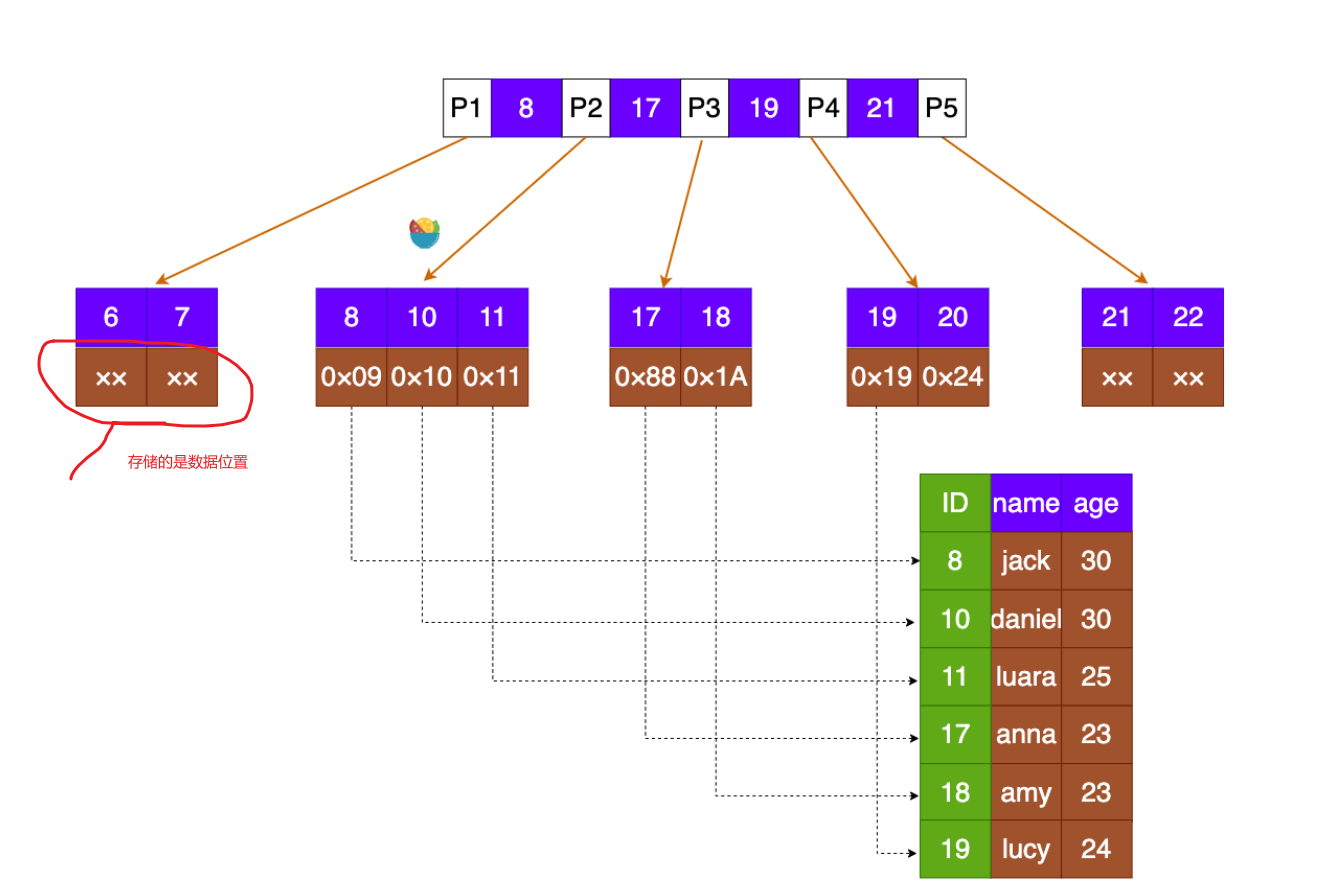 P1 8 P2 17 P3 19 P4 21 P5
6 7 8 10 11 17 18 19 20 21 22
×× ×× 0×09 0×10 0×11 0×88 0×1A 0×19 0×24 ×× ××
存储的是数据位置
ID name age
8 jack 30
10 daniel 30
11 luara 25
17 anna 23
18 amy 23
19 lucy 24